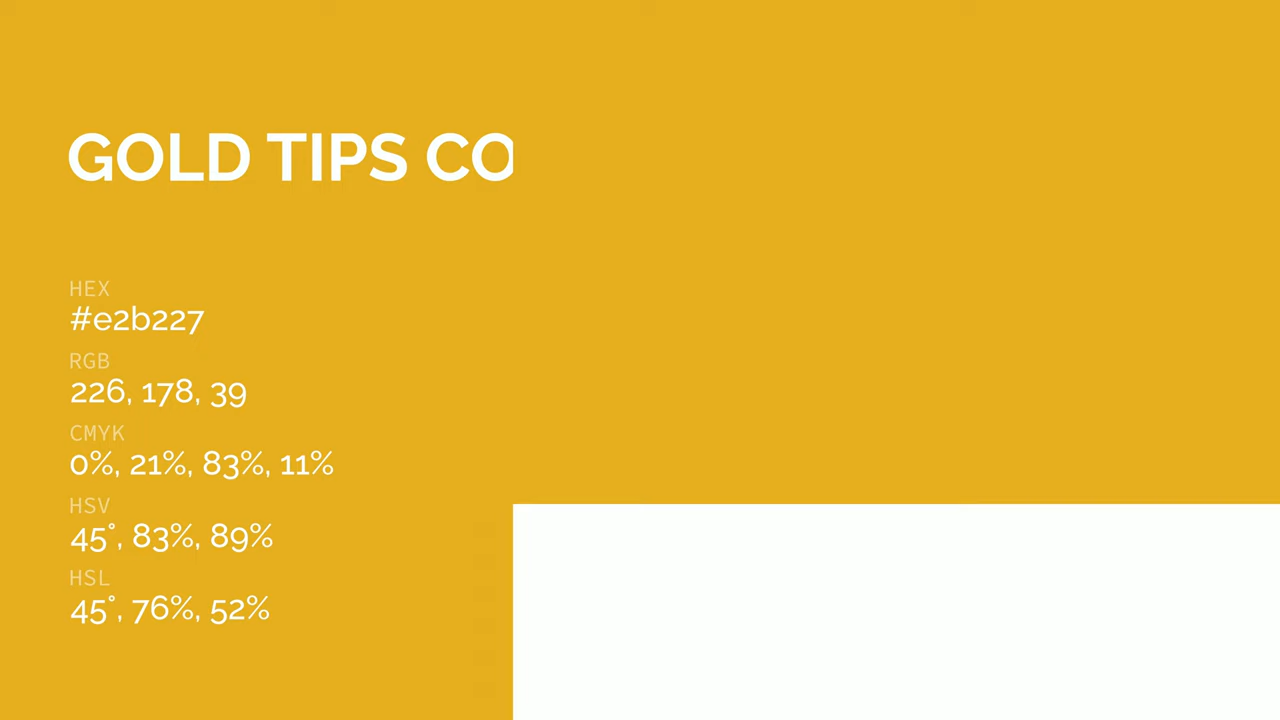 GOLD TIPS CO
HEX
#e2b227
RGB
226, 178, 39
CMYK
0%, 21%, 83%, 11%
HSV
45°, 83%, 89%
HSL
45°, 76%, 52%